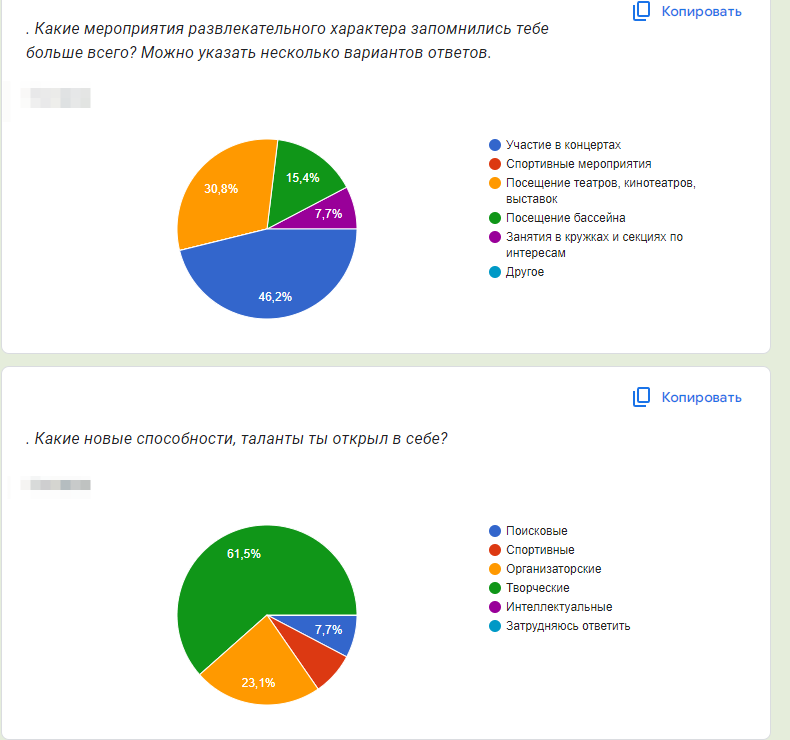 Копировать
. Какие мероприятия развлекательного характера запомнились тебе
больше всего? Можно указать несколько вариантов ответов.
30,8%
15,4%
7,7%
46,2%
Участие в концертах
Спортивные мероприятия
Посещение театров, кинотеатров,
выставок
Посещение бассейна
Занятия в кружках и секциях по
интересам
Другое
Копировать
. Какие новые способности, таланты ты открыл в себе?
61,5%
7,7%
23,1%
Поисковые
Спортивные
Организаторские
Творческие
Интеллектуальные
Затрудняюсь ответить